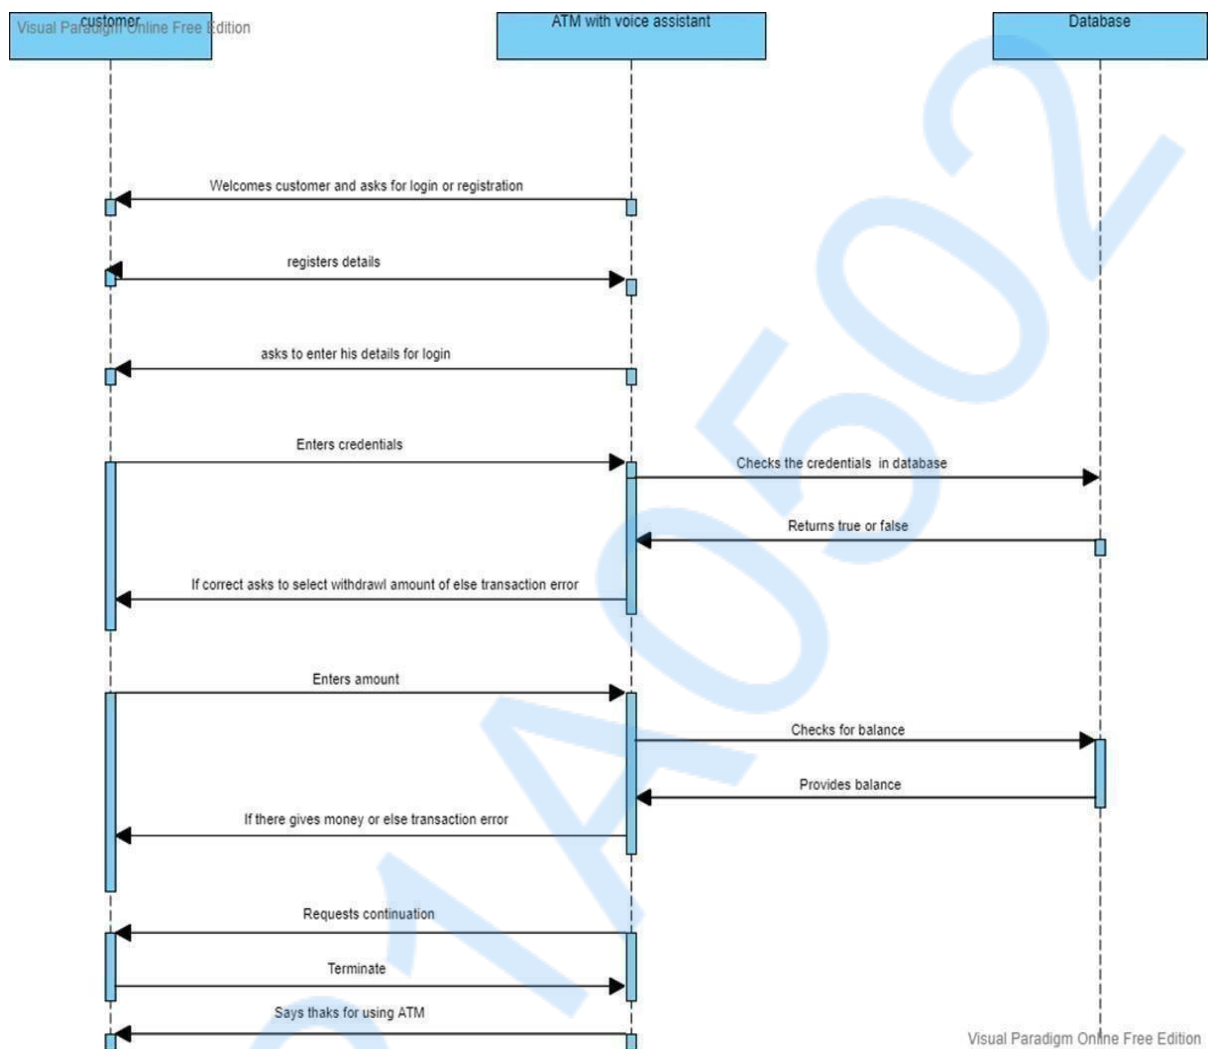 customer
Visual Paradigm Online Free Edition
ATM with voice assistant
Database
Welcomes customer and asks for login or registration
registers details
asks to enter his details for login
Enters credentials
Checks the credentials in database
Returns true or false
If correct asks to select withdrawl amount of else transaction error
Enters amount
Checks for balance
Provides balance
If there gives money or else transaction error
Requests continuation
Terminate
Says thaks for using ATM
Visual Paradigm Online Free Edition
1A0502